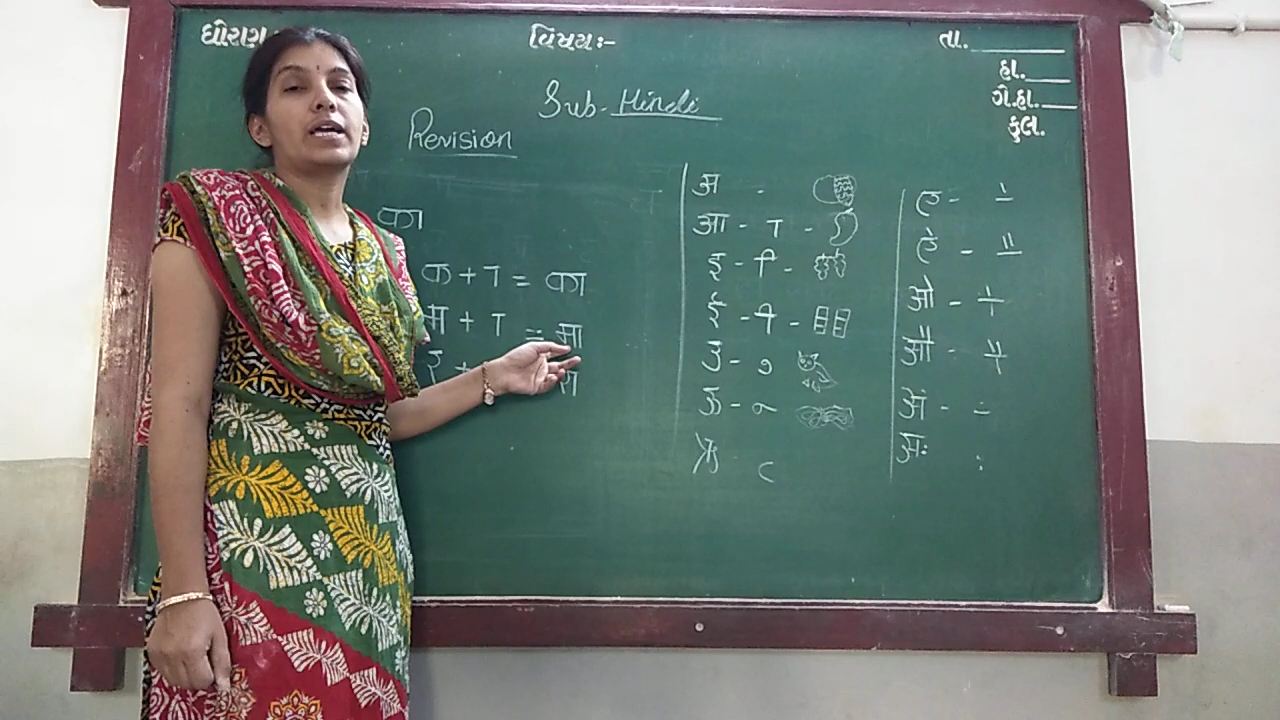 ધોરણ
વિષય:-
તા.
હા.
ગે.હા.
કુલ.
Sub-Hindi
Revision
का
क + ा = का
म + ा = मा
इ +
रा
अ -
आ - ा -
इ - ि -
ई - ी -
उ - ु
ऊ - ू
ऋ ृ
ए - े
ऐ - ै
ओ - ो
औ - ौ
अं - ं
अः ः